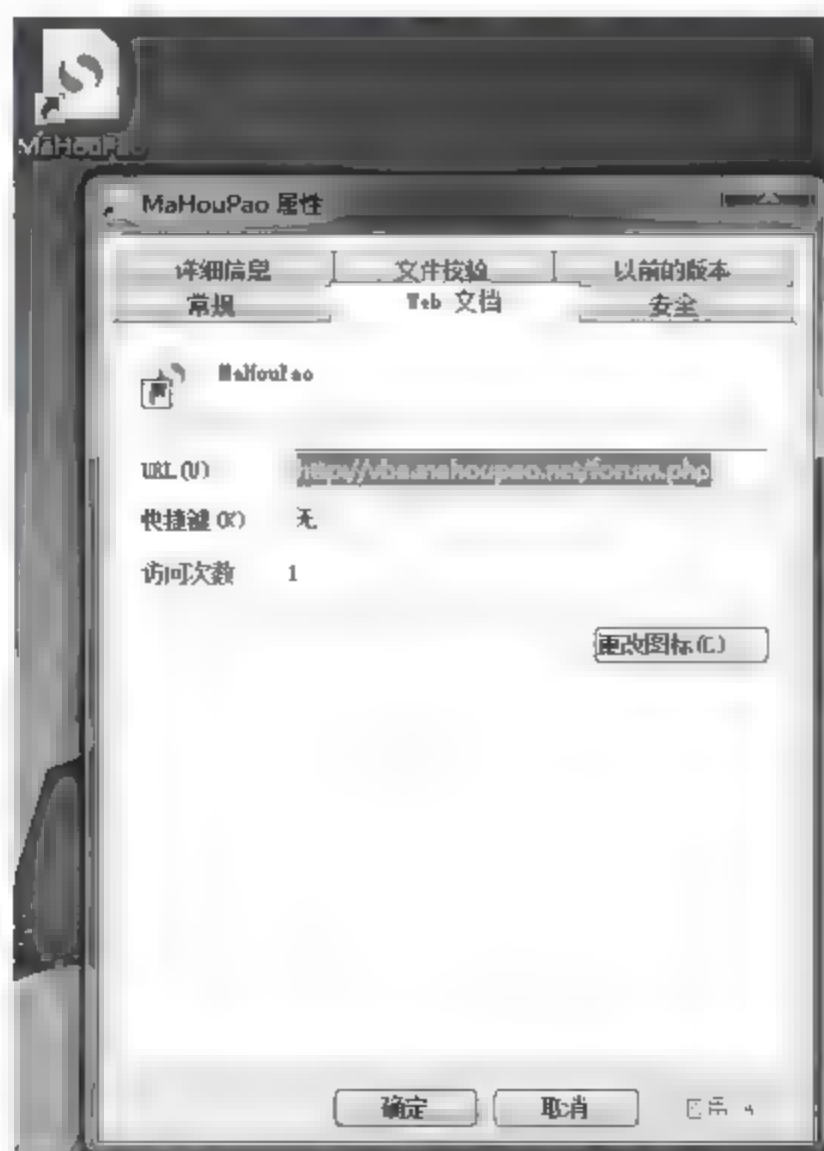 MaHouPao
MaHouPao 属性
详细信息 文件校验 以前的版本
常规 Web 文档 安全
MaHouPao
URL(U) http://vba.mahoupao.net/forum.php
快捷键(K) 无
访问次数 1
更改图标(C)
确定 取消